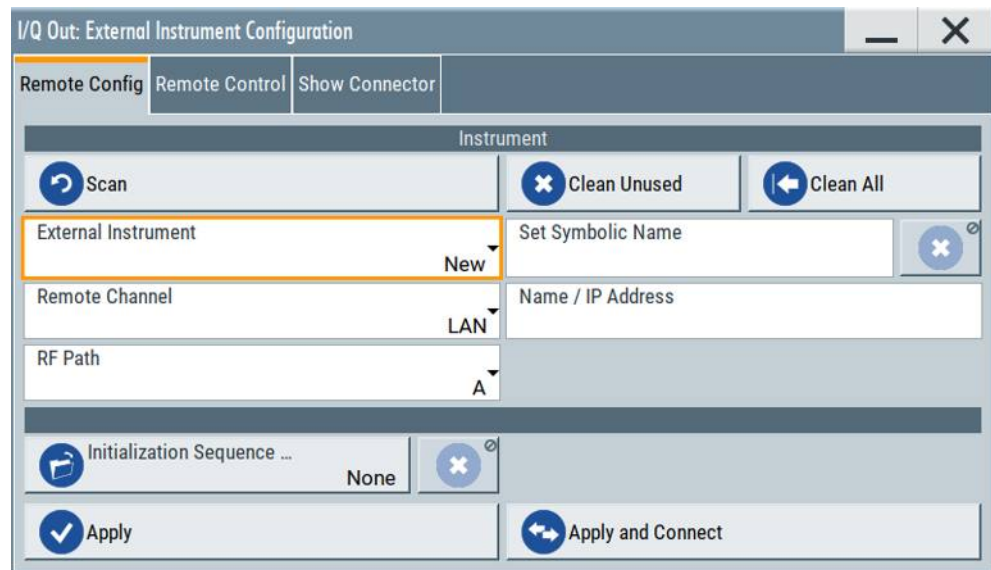 I/Q Out: External Instrument Configuration
Remote Config Remote Control Show Connector
Instrument
Scan Clean Unused Clean All
External Instrument
New
Set Symbolic Name
Remote Channel
LAN
Name / IP Address
RF Path
A
Initialization Sequence ...
None
Apply Apply and Connect